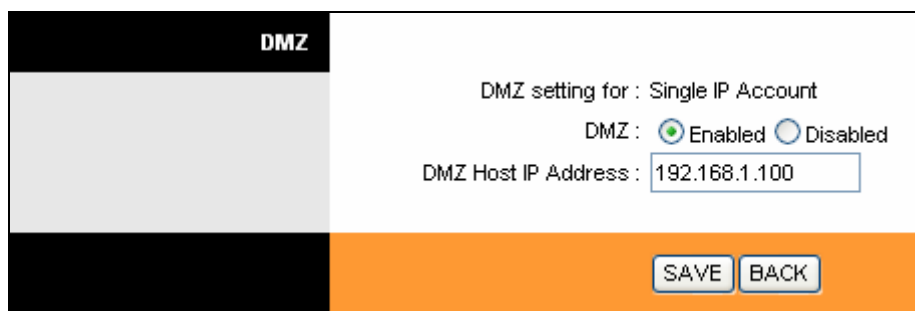 DMZ
DMZ setting for : Single IP Account
DMZ : Enabled Disabled
DMZ Host IP Address : 192.168.1.100
SAVE BACK